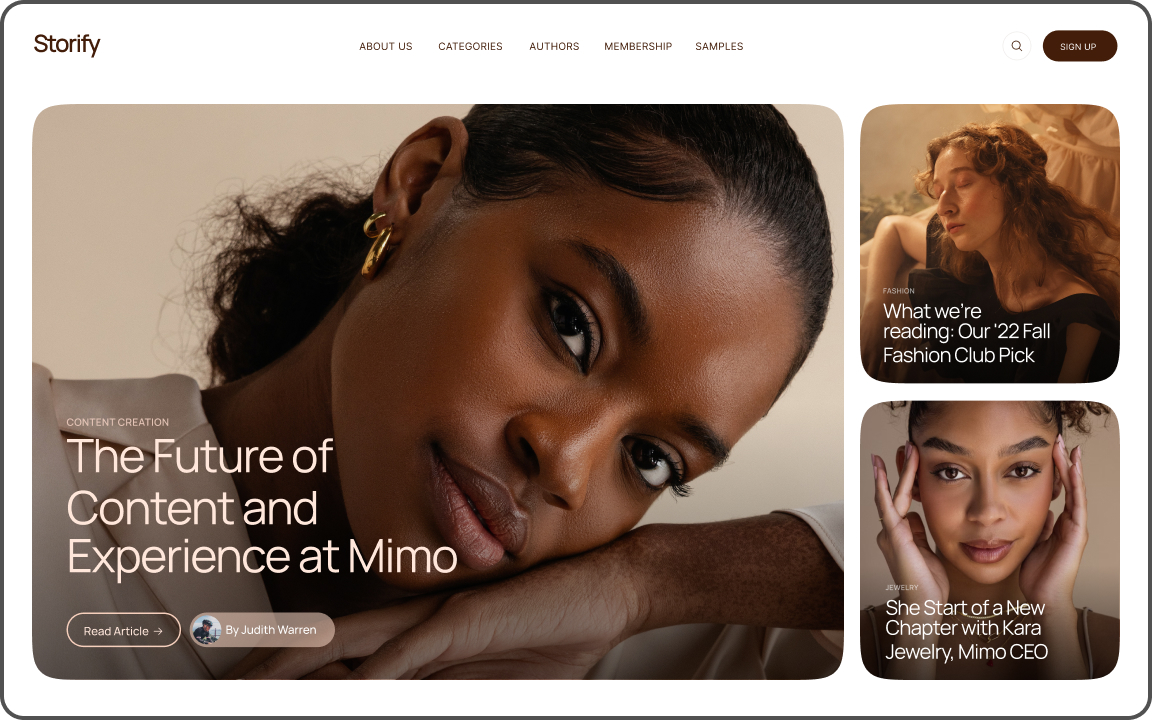 Storify
ABOUT US
CATEGORIES
AUTHORS
MEMBERSHIP
SAMPLES
SIGN UP
CONTENT CREATION
The Future of
Content and
Experience at Mimo
Read Article →
By Judith Warren
FASHION
What we're
reading: Our '22 Fall
Fashion Club Pick
JEWELRY
She Start of a New
Chapter with Kara
Jewelry, Mimo CEO